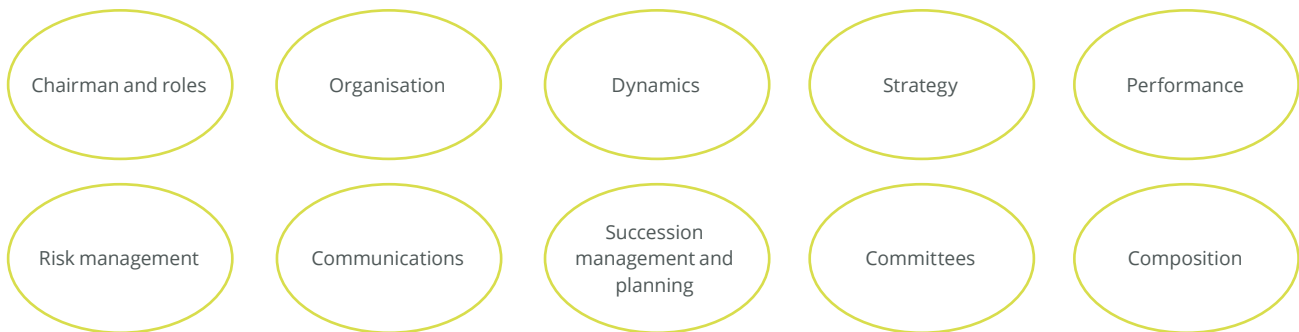 Chairman and roles
Organisation
Dynamics
Strategy
Performance
Risk management
Communications
Succession
management and
planning
Committees
Composition